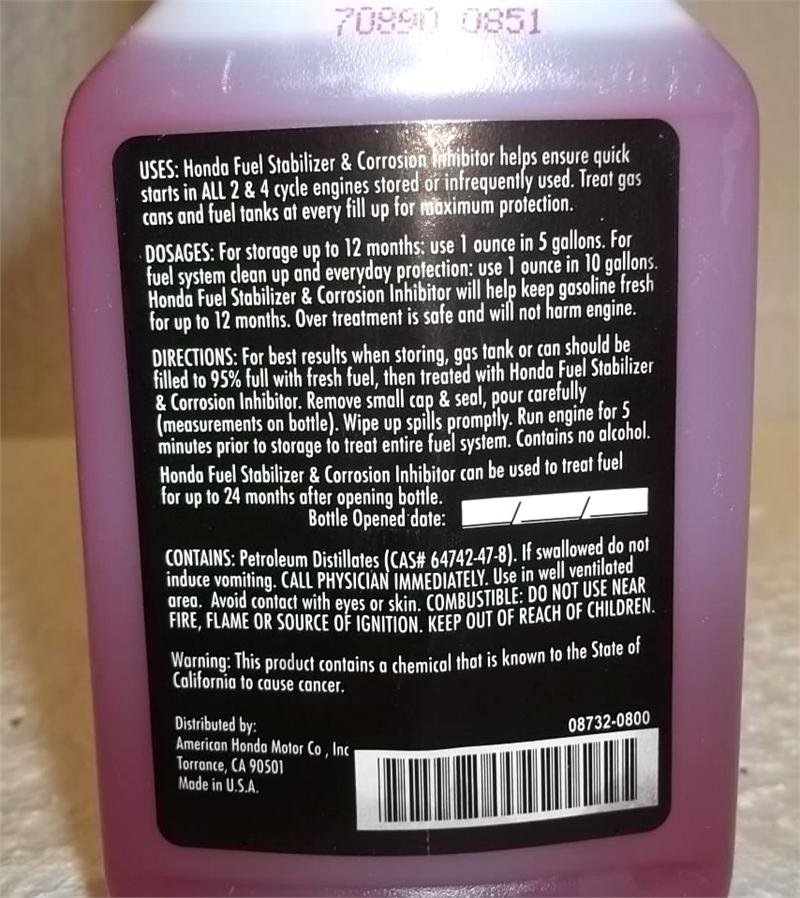 70890 0851
USES: Honda Fuel Stabilizer & Corrosion Inhibitor helps ensure quick
starts in ALL 2 & 4 cycle engines stored or infrequently used. Treat gas
cans and fuel tanks at every fill up for maximum protection.
DOSAGES: For storage up to 12 months: use 1 ounce in 5 gallons. For
fuel system clean up and everyday protection: use 1 ounce in 10 gallons.
Honda Fuel Stabilizer & Corrosion Inhibitor will help keep gasoline fresh
for up to 12 months. Over treatment is safe and will not harm engine.
DIRECTIONS: For best results when storing, gas tank or can should be
filled to 95% full with fresh fuel, then treated with Honda Fuel Stabilizer
& Corrosion Inhibitor. Remove small cap & seal, pour carefully
(measurements on bottle). Wipe up spills promptly. Run engine for 5
minutes prior to storage to treat entire fuel system. Contains no alcohol.
Honda Fuel Stabilizer & Corrosion Inhibitor can be used to treat fuel
for up to 24 months after opening bottle.
Bottle Opened date: __/__/__
CONTAINS: Petroleum Distillates (CAS# 64742-47-8). If swallowed do not
induce vomiting. CALL PHYSICIAN IMMEDIATELY. Use in well ventilated
area. Avoid contact with eyes or skin. COMBUSTIBLE: DO NOT USE NEAR
FIRE, FLAME OR SOURCE OF IGNITION. KEEP OUT OF REACH OF CHILDREN.
Warning: This product contains a chemical that is known to the State of
California to cause cancer.
Distributed by:
American Honda Motor Co , Inc
Torrance, CA 90501
Made in U.S.A.
08732-0800